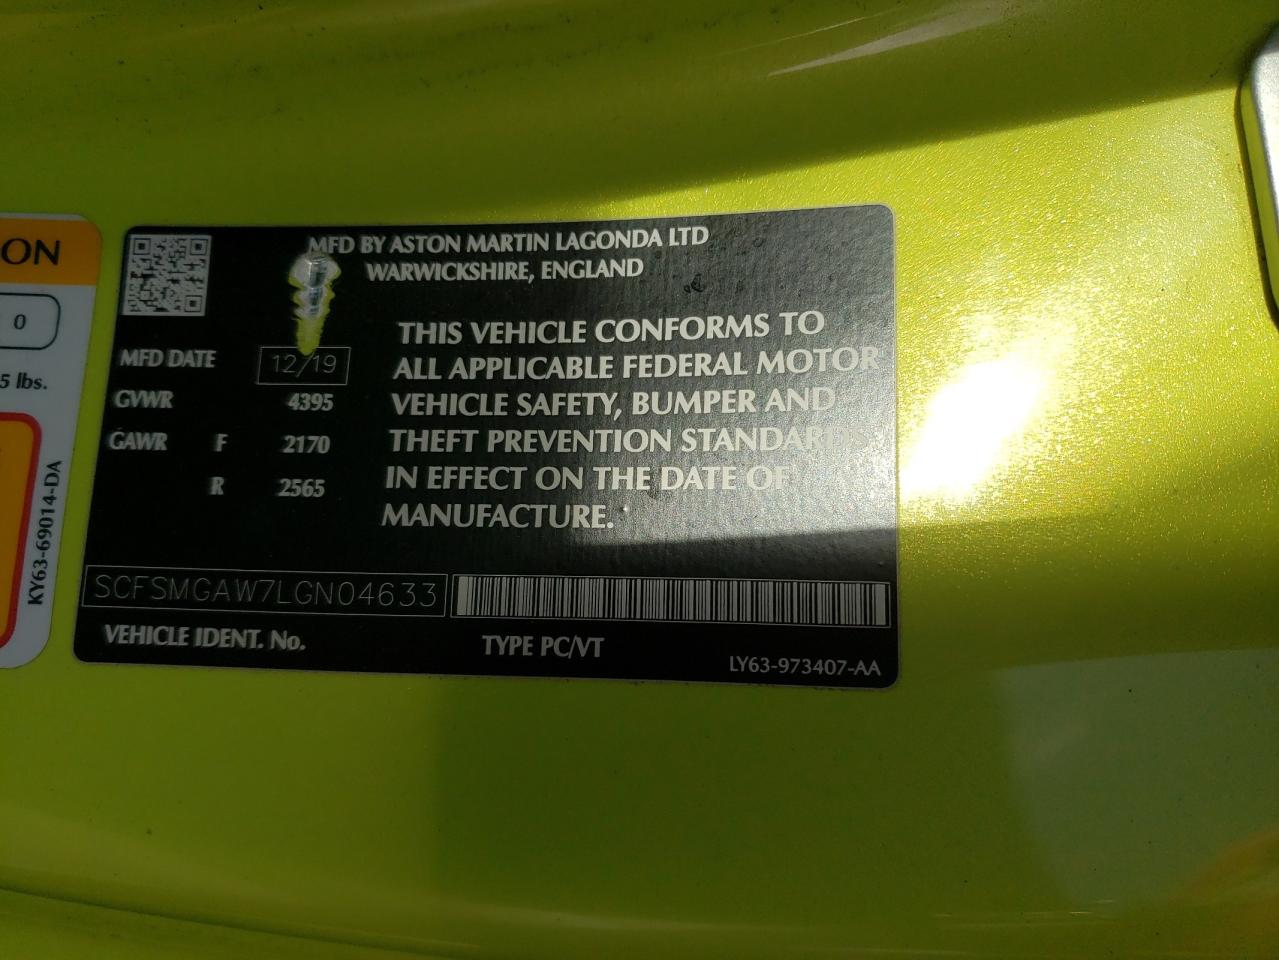 ON
0
5 lbs.
KY63-69014-DA
MFD BY ASTON MARTIN LAGONDA LTD
WARWICKSHIRE, ENGLAND
MFD DATE 12/19
GVWR 4395
GAWR F 2170
R 2565
THIS VEHICLE CONFORMS TO
ALL APPLICABLE FEDERAL MOTOR
VEHICLE SAFETY, BUMPER AND
THEFT PREVENTION STANDARDS
IN EFFECT ON THE DATE OF
MANUFACTURE.
SCFSMGAW7LGN04633
VEHICLE IDENT. No.
TYPE PC/VT
LY63-973407-AA